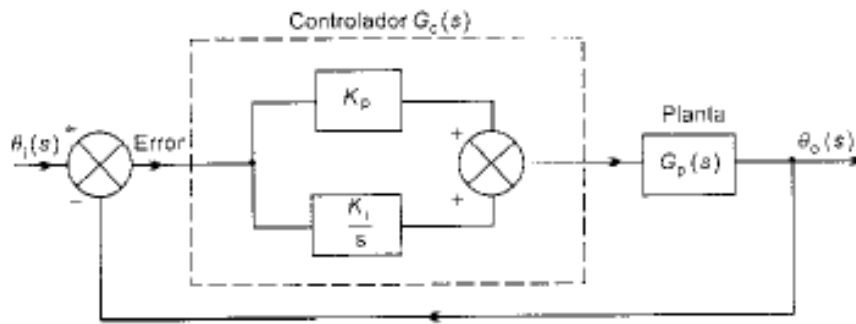 Controlador G_c(s)
K_p
Planta
θ_i(s)
+
Error
+
θ_o(s)
G_p(s)
−
+
K_i
s